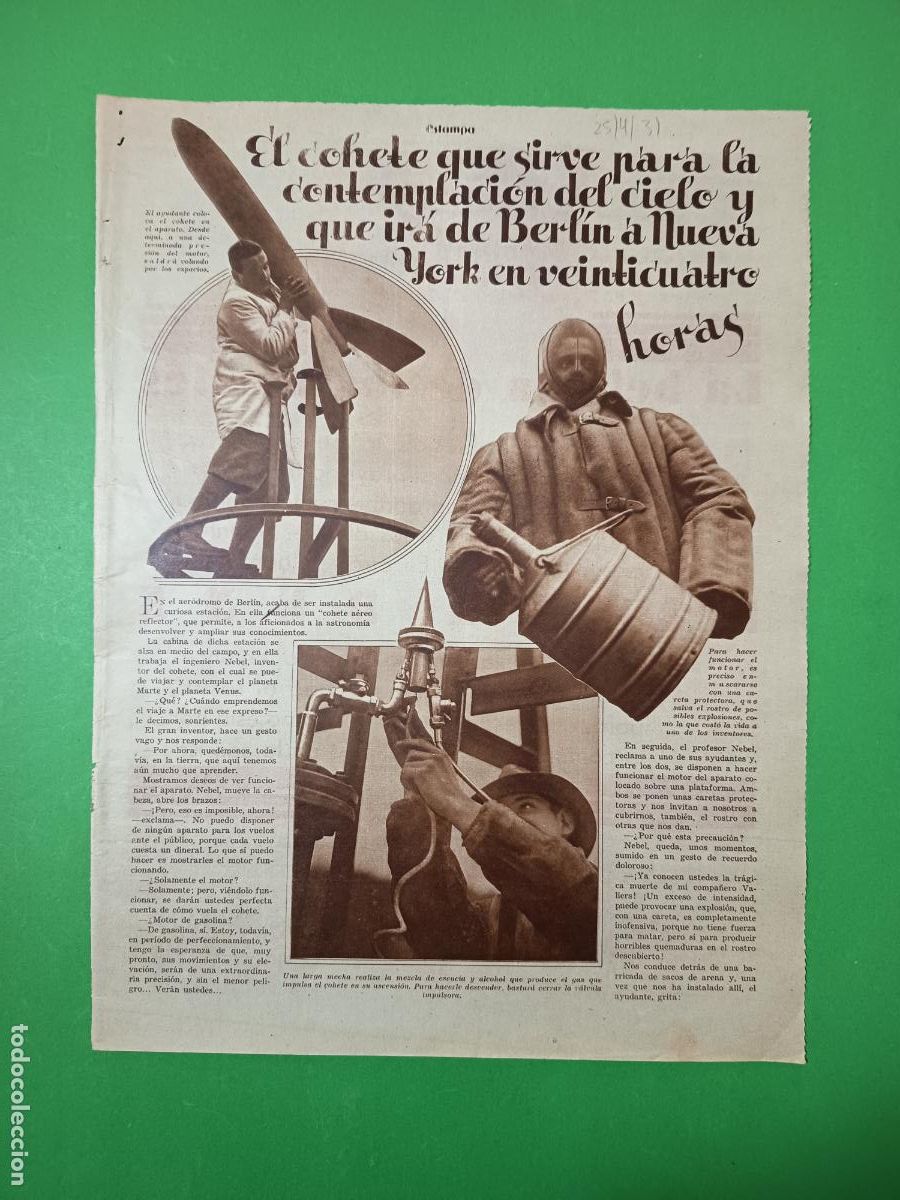 estampa
25/4/31.
El cohete que sirve para la
contemplación del cielo y
que irá de Berlín a Nueva
York en veinticuatro
horas
El ayudante colo-
ca el cohete en
el aparato. Desde
aquí, a una de-
terminada pre-
sión del motor,
saldrá volando
por los espacios.
EN el aeródromo de Berlín, acaba de ser instalada una
curiosa estación. En ella funciona un "cohete aéreo
reflector", que permite, a los aficionados a la astronomía
desenvolver y ampliar sus conocimientos.
La cabina de dicha estación se
alza en medio del campo, y en ella
trabaja el ingeniero Nebel, inven-
tor del cohete, con el cual se pue-
de viajar y contemplar el planeta
Marte y el planeta Venus.
—¿Qué? ¿Cuándo emprendemos
el viaje a Marte en ese expreso?—
le decimos, sonrientes.
El gran inventor, hace un gesto
vago y nos responde:
—Por ahora, quedémonos, toda-
vía, en la tierra, que aquí tenemos
aún mucho que aprender.
Mostramos deseos de ver funcio-
nar el aparato. Nebel, mueve la ca-
beza, abre los brazos:
—¡Pero, eso es imposible, ahora!
—exclama—. No puedo disponer
de ningún aparato para los vuelos
ante el público, porque cada vuelo
cuesta un dineral. Lo que sí puedo
hacer es mostrarles el motor fun-
cionando.
—¿Solamente el motor?
—Solamente; pero, viéndolo fun-
cionar, se darán ustedes perfecta
cuenta de cómo vuela el cohete.
—¿Motor de gasolina?
—De gasolina, sí. Estoy, todavía,
en período de perfeccionamiento, y
tengo la esperanza de que, muy
pronto, sus movimientos y su ele-
vación, serán de una extraordina-
ria precisión, y sin el menor peli-
gro... Verán ustedes...
Una larga mecha realiza la mezcla de esencia y alcohol que produce el gas que
impulsa el cohete en su ascensión. Para hacerle descender, bastará cerrar la válvula
impulsora.
Para hacer
funcionar el
motor, es
preciso en-
mascararse
con una ca-
reta protectora, que
salva el rostro de po-
sibles explosiones, co-
mo la que costó la vida a
uno de los inventores.
En seguida, el profesor Nebel,
reclama a uno de sus ayudantes y,
entre los dos, se disponen a hacer
funcionar el motor del aparato co-
locado sobre una plataforma. Am-
bos se ponen unas caretas protec-
toras y nos invitan a nosotros a
cubrirnos, también, el rostro con
otras que nos dan.
—¿Por qué esta precaución?
Nebel, queda, unos momentos,
sumido en un gesto de recuerdo
doloroso:
—¡Ya conocen ustedes la trági-
ca muerte de mi compañero Va-
liers! ¡Un exceso de intensidad,
puede provocar una explosión, que,
con una careta, es completamente
inofensiva, porque no tiene fuerza
para matar, pero sí para producir
horribles quemaduras en el rostro
descubierto!
Nos conduce detrás de una ba-
rricada de sacos de arena y, una
vez que nos ha instalado allí, el
ayudante, grita:
todocoleccion